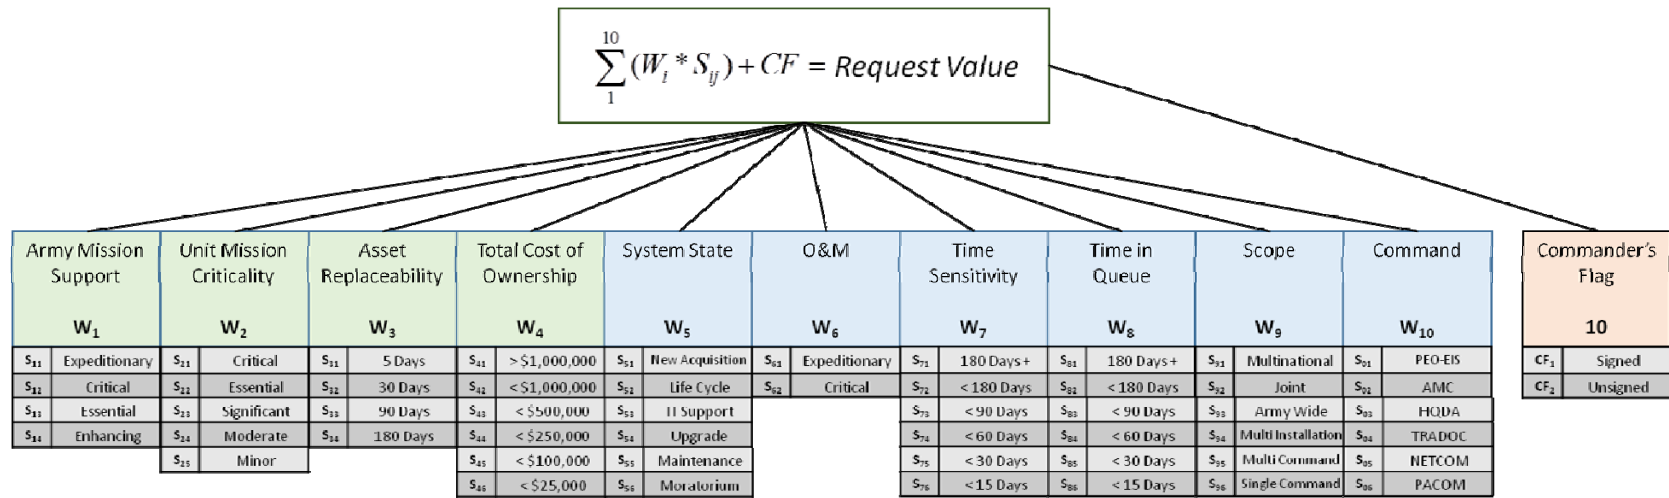 10
∑ (Wᵢ * Sᵢⱼ) + CF = Request Value
1
Army Mission Support
W₁
S₁₁ Expeditionary
S₁₂ Critical
S₁₃ Essential
S₁₄ Enhancing
Unit Mission Criticality
W₂
S₂₁ Critical
S₂₂ Essential
S₂₃ Significant
S₂₄ Moderate
S₂₅ Minor
Asset Replaceability
W₃
S₃₁ 5 Days
S₃₂ 30 Days
S₃₃ 90 Days
S₃₄ 180 Days
Total Cost of Ownership
W₄
S₄₁ >$1,000,000
S₄₂ <$1,000,000
S₄₃ <$500,000
S₄₄ <$250,000
S₄₅ <$100,000
S₄₆ <$25,000
System State
W₅
S₅₁ New Acquisition
S₅₂ Life Cycle
S₅₃ IT Support
S₅₄ Upgrade
S₅₅ Maintenance
S₅₆ Moratorium
O&M
W₆
S₆₁ Expeditionary
S₆₂ Critical
Time Sensitivity
W₇
S₇₁ 180 Days+
S₇₂ <180 Days
S₇₃ <90 Days
S₇₄ <60 Days
S₇₅ <30 Days
S₇₆ <15 Days
Time in Queue
W₈
S₈₁ 180 Days+
S₈₂ <180 Days
S₈₃ <90 Days
S₈₄ <60 Days
S₈₅ <30 Days
S₈₆ <15 Days
Scope
W₉
S₉₁ Multinational
S₉₂ Joint
S₉₃ Army Wide
S₉₄ Multi Installation
S₉₅ Multi Command
S₉₆ Single Command
Command
W₁₀
S₀₁ PEO-EIS
S₀₂ AMC
S₀₃ HQDA
S₀₄ TRADOC
S₀₅ NETCOM
S₀₆ PACOM
Commander's Flag
10
CF₁ Signed
CF₂ Unsigned